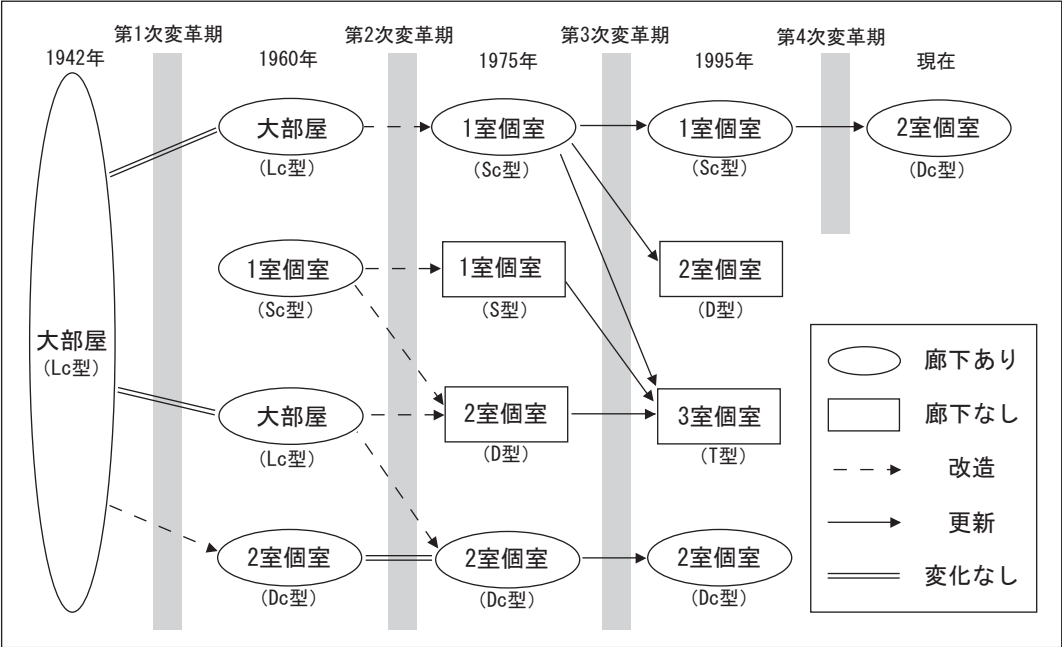 第1次変革期
第2次変革期
第3次変革期
第4次変革期
1942年
1960年
1975年
1995年
現在
大部屋
(Lc型)
大部屋
(Lc型)
1室個室
(Sc型)
1室個室
(Sc型)
2室個室
(Dc型)
1室個室
(Sc型)
1室個室
(S型)
2室個室
(D型)
大部屋
(Lc型)
2室個室
(D型)
3室個室
(T型)
2室個室
(Dc型)
2室個室
(Dc型)
2室個室
(Dc型)
廊下あり
廊下なし
改造
更新
変化なし